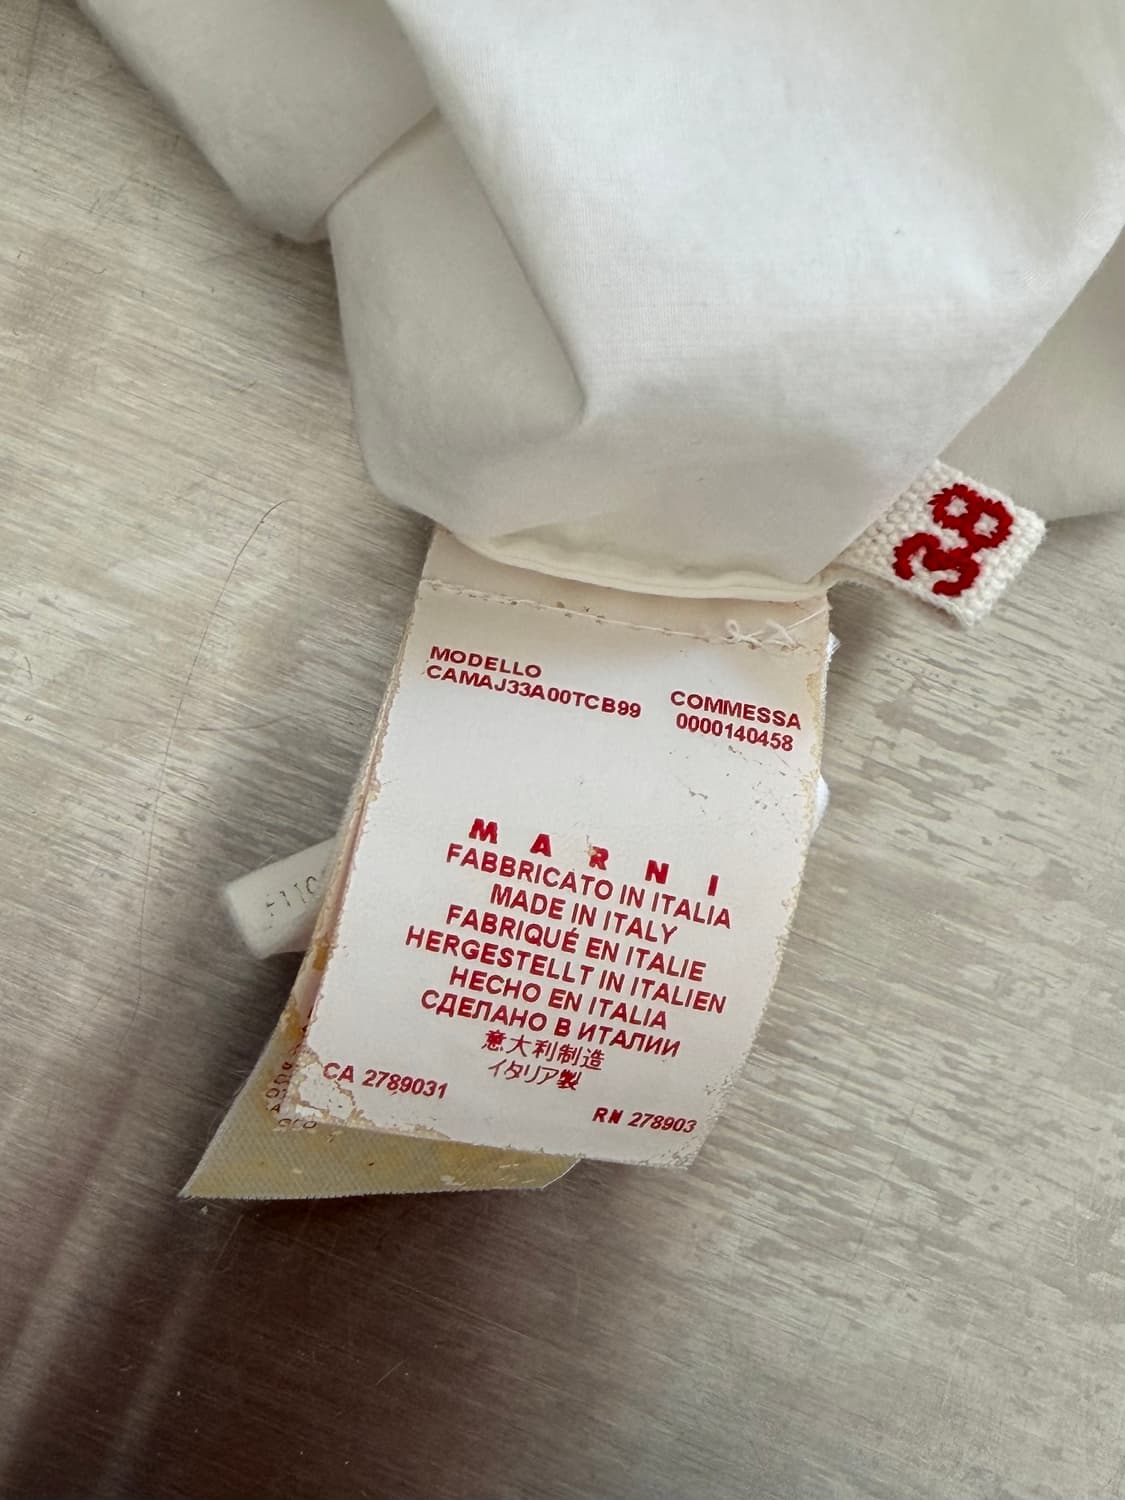 38
MODELLO
CAMAJ33A00TCB99
COMMESSA
0000140458
MARNI
FABBRICATO IN ITALIA
MADE IN ITALY
FABRIQUÉ EN ITALIE
HERGESTELLT IN ITALIEN
HECHO EN ITALIA
СДЕЛАНО В ИТАЛИИ
意大利制造
イタリア製
CA 2789031
RN 278903